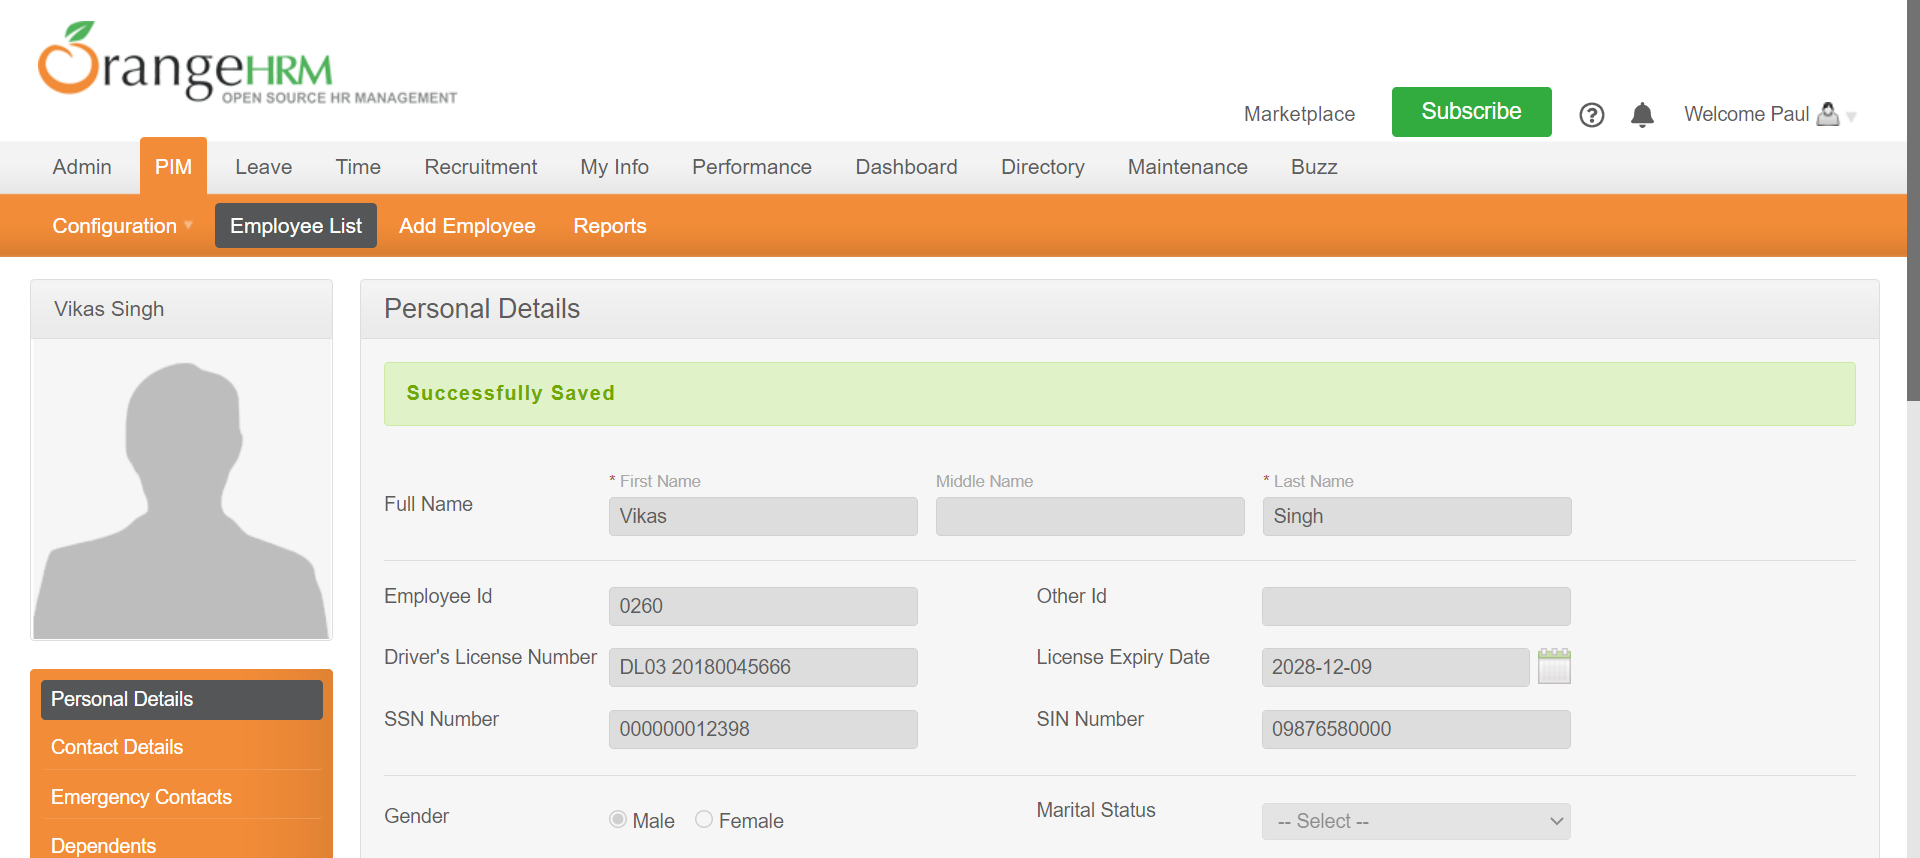 OrangeHRM
OPEN SOURCE HR MANAGEMENT
Marketplace
Subscribe
Welcome Paul
Admin
PIM
Leave
Time
Recruitment
My Info
Performance
Dashboard
Directory
Maintenance
Buzz
Configuration
Employee List
Add Employee
Reports
Vikas Singh
Personal Details
Contact Details
Emergency Contacts
Dependents
Personal Details
Successfully Saved
Full Name
* First Name
Vikas
Middle Name
* Last Name
Singh
Employee Id
0260
Other Id
Driver's License Number
DL03 20180045666
License Expiry Date
2028-12-09
SSN Number
000000012398
SIN Number
09876580000
Gender
Male
Female
Marital Status
-- Select --